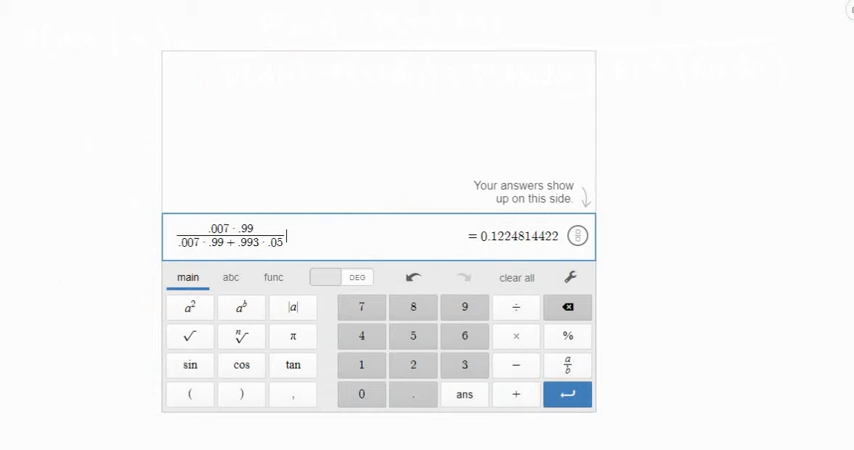 Your answers show
up on this side.
.007 · .99
.007 · .99 + .993 · .05
= 0.1224814422
main abc func DEG clear all
a² aᵇ |a| 7 8 9 ÷
√ ⁿ√ π 4 5 6 × %
sin cos tan 1 2 3 − a/b
( ) , 0 . ans +